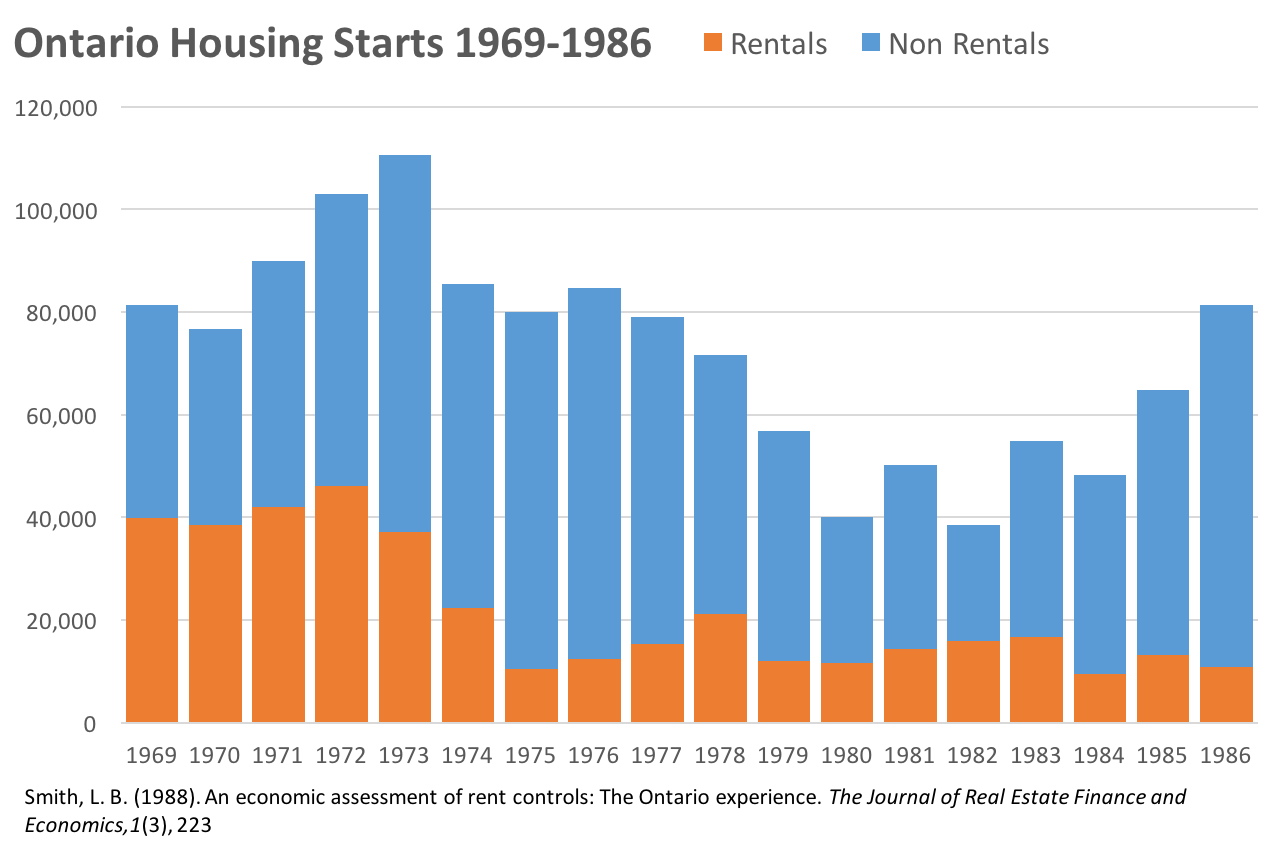 Ontario Housing Starts 1969-1986
Rentals
Non Rentals
120,000
100,000
80,000
60,000
40,000
20,000
0
1969 1970 1971 1972 1973 1974 1975 1976 1977 1978 1979 1980 1981 1982 1983 1984 1985 1986
Smith, L. B. (1988). An economic assessment of rent controls: The Ontario experience. The Journal of Real Estate Finance and
Economics,1(3), 223